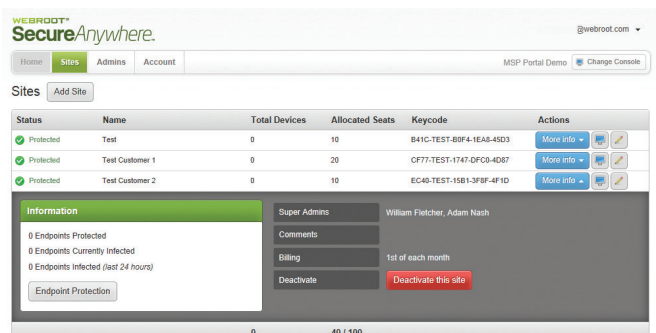 WEBROOT®
SecureAnywhere™
@webroot.com
Home Sites Admins Account MSP Portal Demo Change Console
Sites Add Site
Status Name Total Devices Allocated Seats Keycode Actions
Protected Test 0 10 B41C-TEST-B0F4-1EA8-45D3 More info
Protected Test Customer 1 0 20 CF77-TEST-1747-DFC0-4D87 More info
Protected Test Customer 2 0 10 EC40-TEST-15B1-3F8F-4F1D More info
Information
0 Endpoints Protected
0 Endpoints Currently Infected
0 Endpoints Infected (last 24 hours)
Endpoint Protection
Super Admins William Fletcher, Adam Nash
Comments
Billing 1st of each month
Deactivate Deactivate this site
0 40 / 100